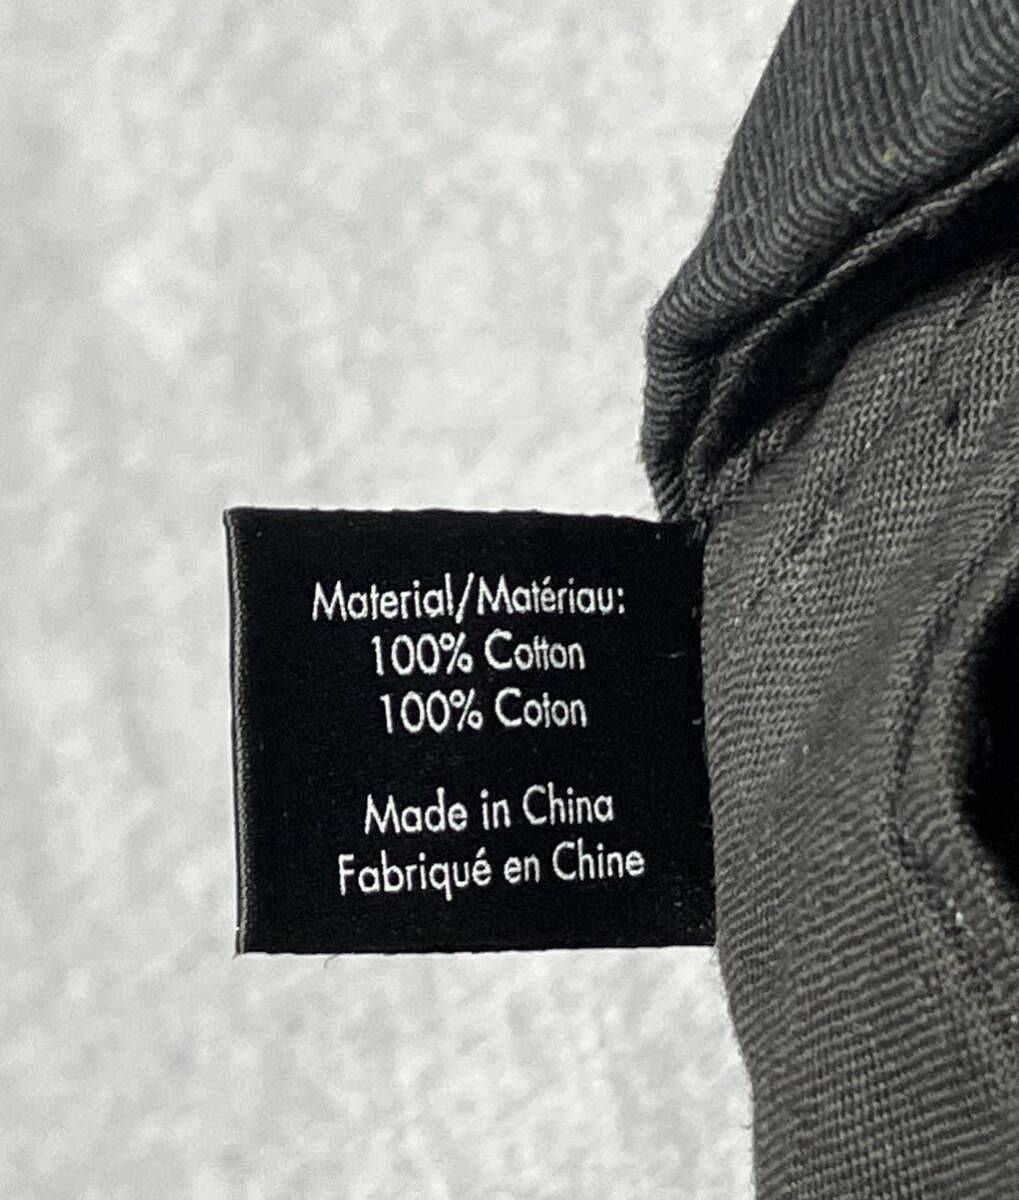 Material/Matériau:
100% Cotton
100% Coton
Made in China
Fabriqué en Chine